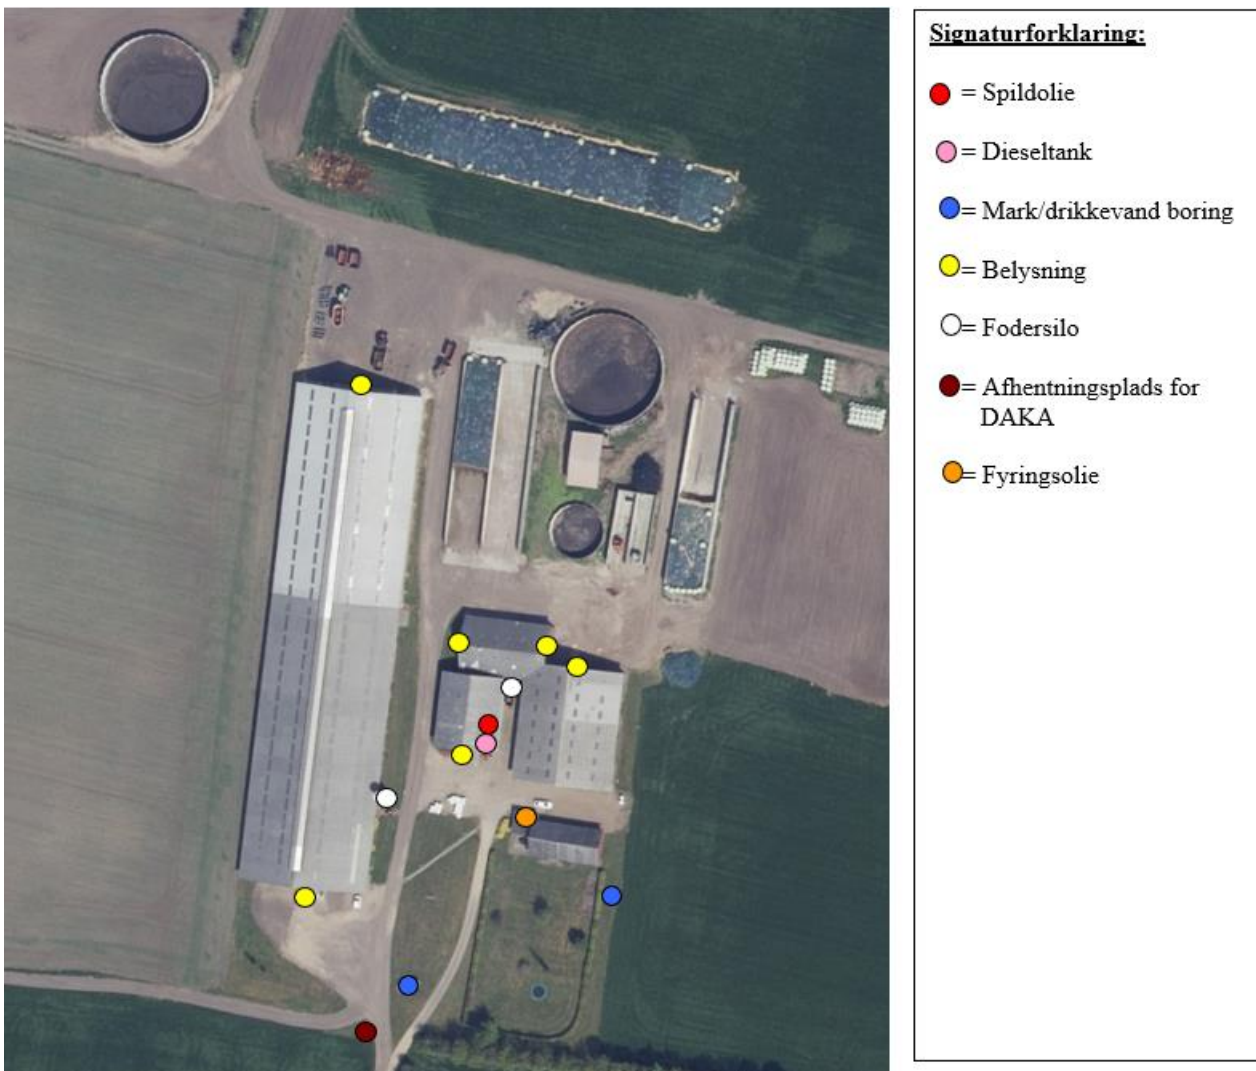 Signaturforklaring:
= Spildolie
= Dieseltank
= Mark/drikkevand boring
= Belysning
= Fodersilo
= Afhentningsplads for
DAKA
= Fyringsolie